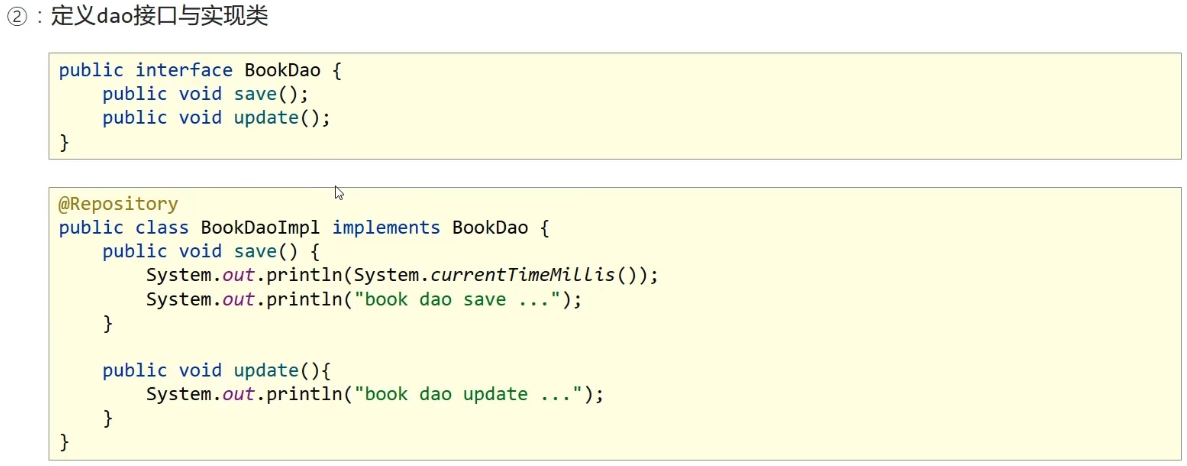 ②：定义dao接口与实现类
public interface BookDao {
    public void save();
    public void update();
}
@Repository
public class BookDaoImpl implements BookDao {
    public void save() {
        System.out.println(System.currentTimeMillis());
        System.out.println("book dao save ...");
    }
    public void update(){
        System.out.println("book dao update ...");
    }
}